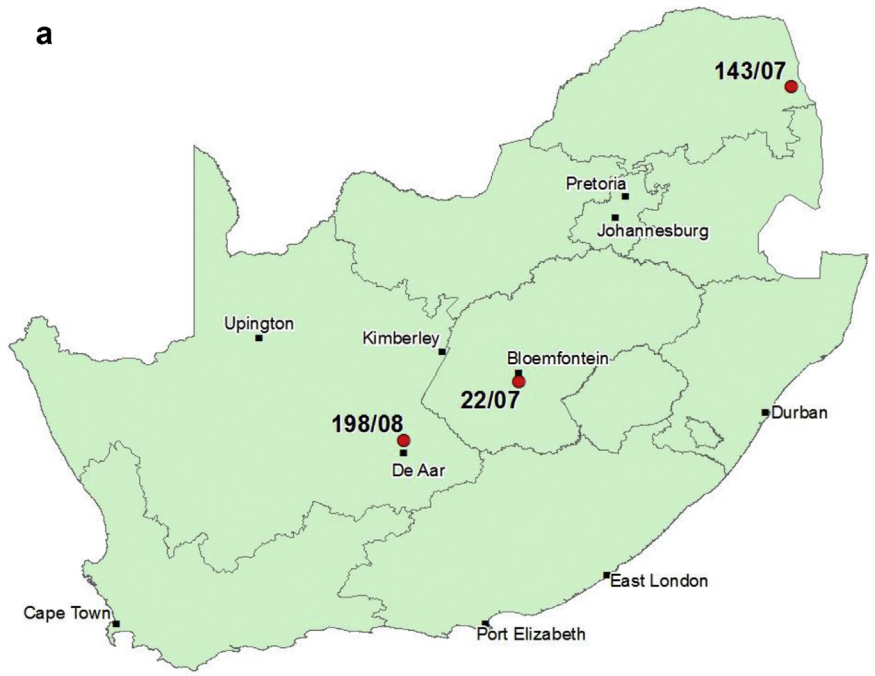 a
143/07
Pretoria
Johannesburg
Upington
Kimberley
Bloemfontein
22/07
198/08
Durban
De Aar
East London
Cape Town
Port Elizabeth